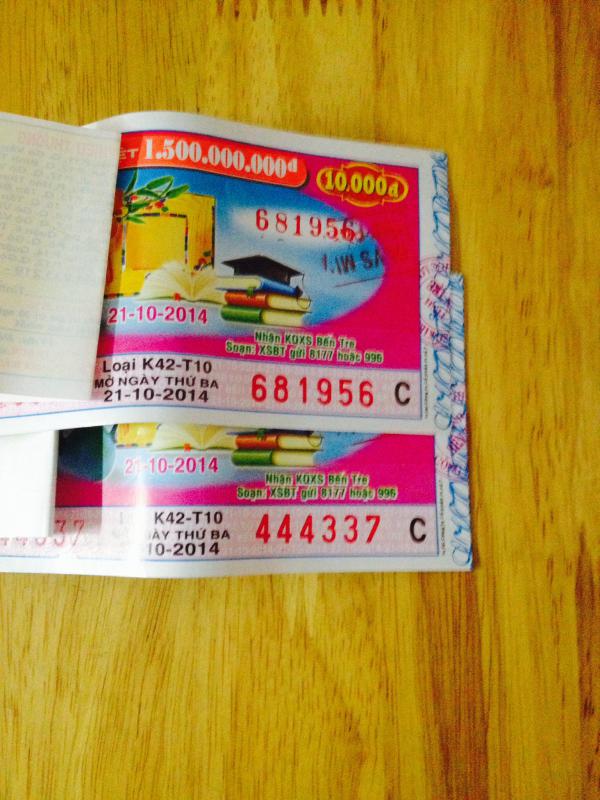 ẾT 1.500.000.000đ
10.000đ
681956
21-10-2014
Nhận KQXS Bến Tre
Soạn: XSBT gửi 8177 hoặc 996
Loại K42-T10
MỞ NGÀY THỨ BA
21-10-2014
681956 C
21-10-2014
Nhận KQXS Bến Tre
Soạn: XSBT gửi 8177 hoặc 996
K42-T10
ÀY THỨ BA
10-2014
444337 C